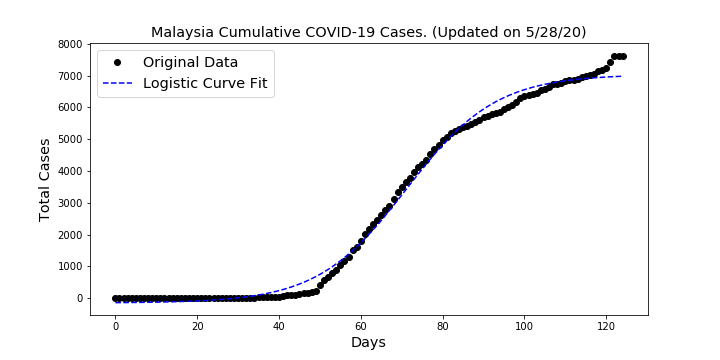 Malaysia Cumulative COVID-19 Cases. (Updated on 5/28/20)
Original Data
Logistic Curve Fit
Total Cases
8000
7000
6000
5000
4000
3000
2000
1000
0
0 20 40 60 80 100 120
Days